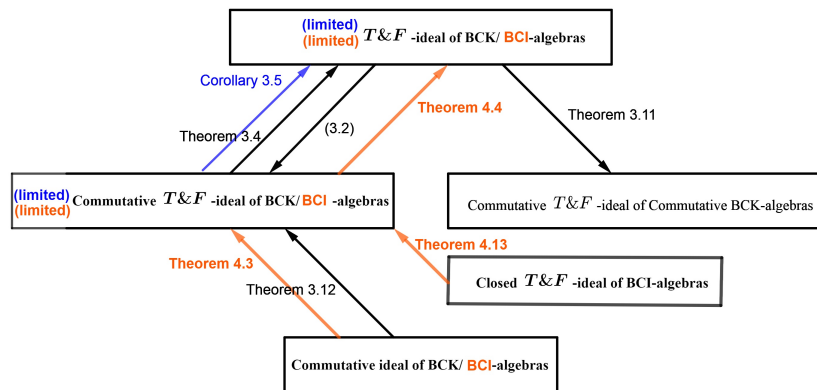 (limited)
(limited) T&F -ideal of BCK/ BCI-algebras
Corollary 3.5
Theorem 3.4
(3.2)
Theorem 4.4
Theorem 3.11
(limited)
(limited) Commutative T&F -ideal of BCK/ BCI -algebras
Commutative T&F -ideal of Commutative BCK-algebras
Theorem 4.3
Theorem 3.12
Theorem 4.13
Closed T&F -ideal of BCI-algebras
Commutative ideal of BCK/ BCI-algebras